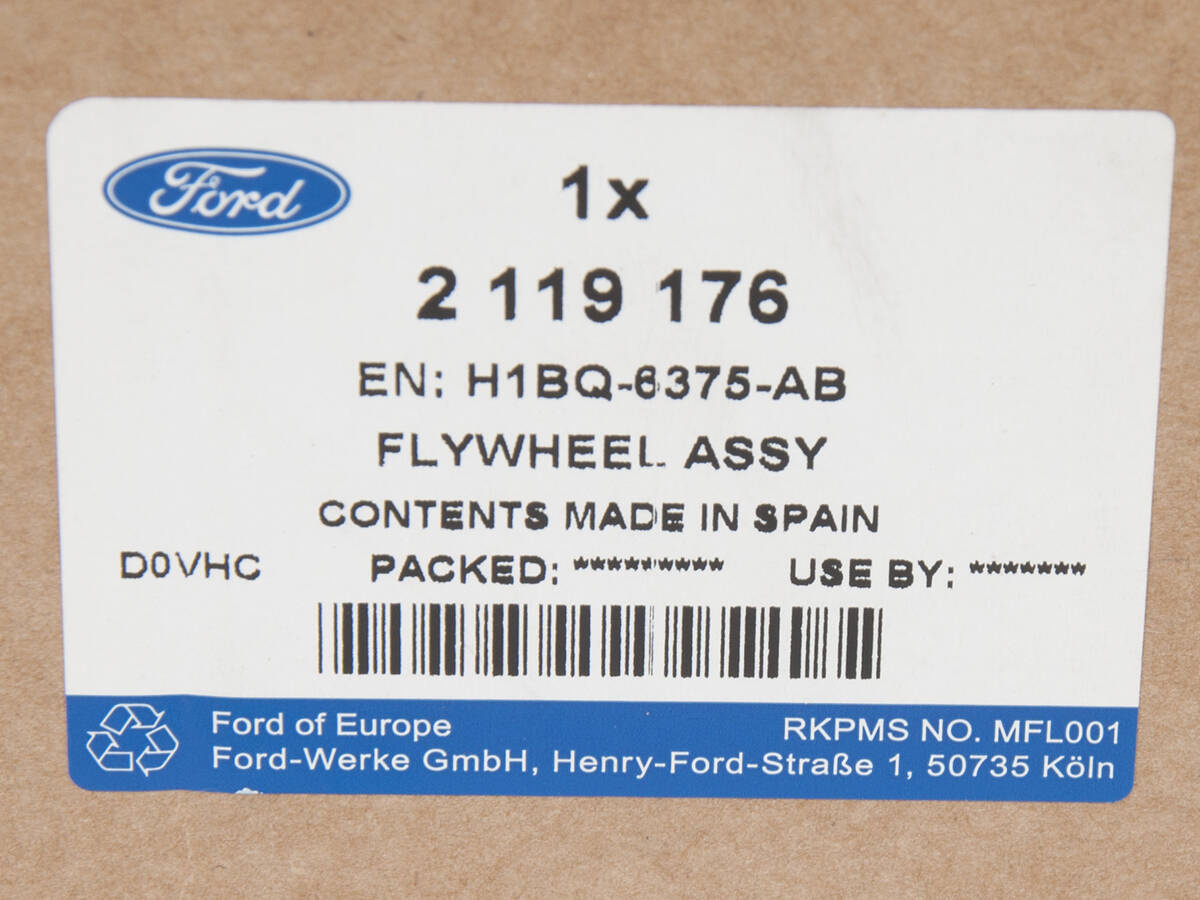 Ford
1x
2 119 176
EN: H1BQ-6375-AB
FLYWHEEL ASSY
CONTENTS MADE IN SPAIN
D0VHC PACKED: ********** USE BY: *******
Ford of Europe RKPMS NO. MFL001
Ford-Werke GmbH, Henry-Ford-Straße 1, 50735 Köln